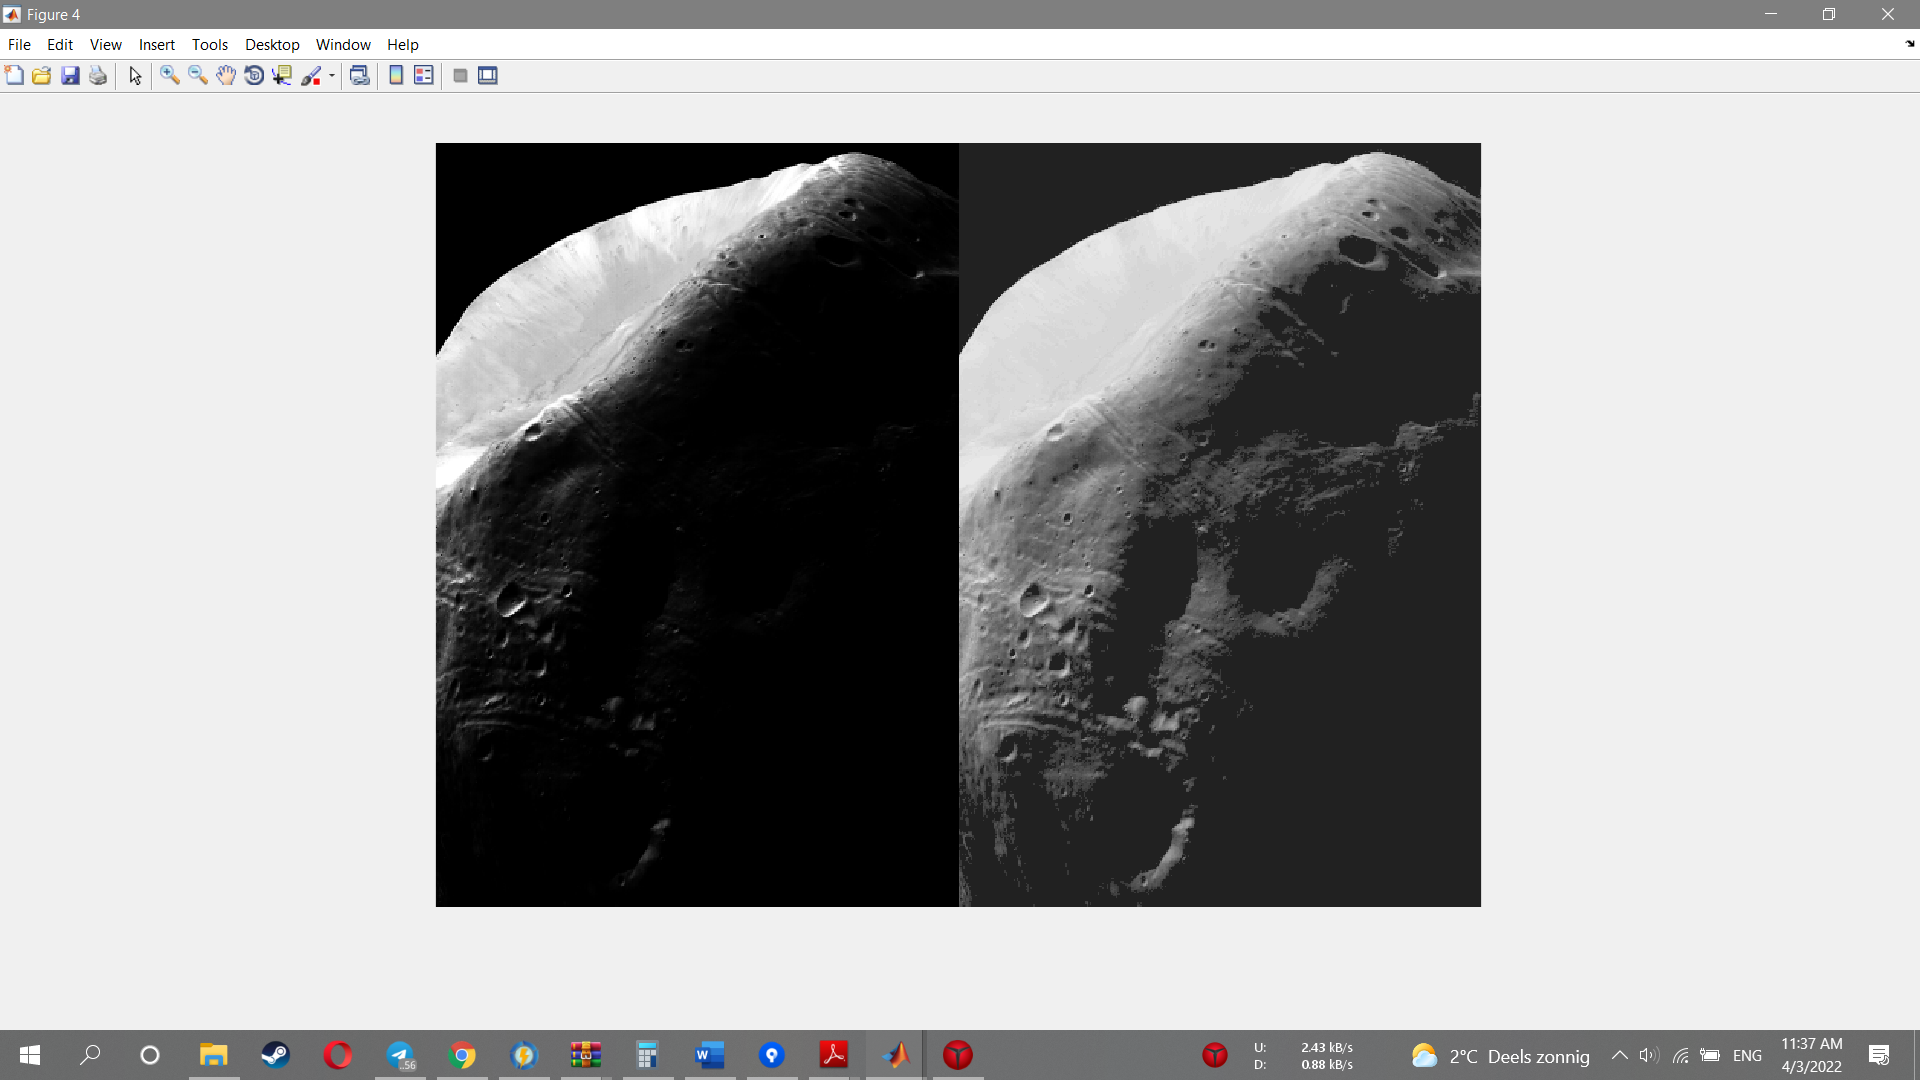 Figure 4
File Edit View Insert Tools Desktop Window Help
..56
W
U: 2.43 kB/s
D: 0.88 kB/s
2°C Deels zonnig
ENG
11:37 AM
4/3/2022